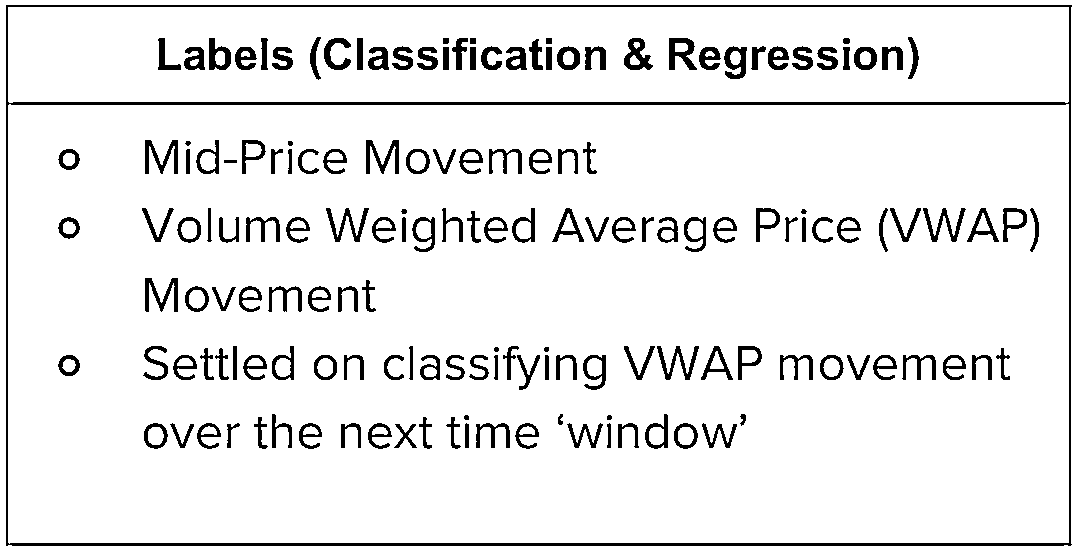 Labels (Classification & Regression)
o Mid-Price Movement
o Volume Weighted Average Price (VWAP)
Movement
o Settled on classifying VWAP movement
over the next time ‘window’